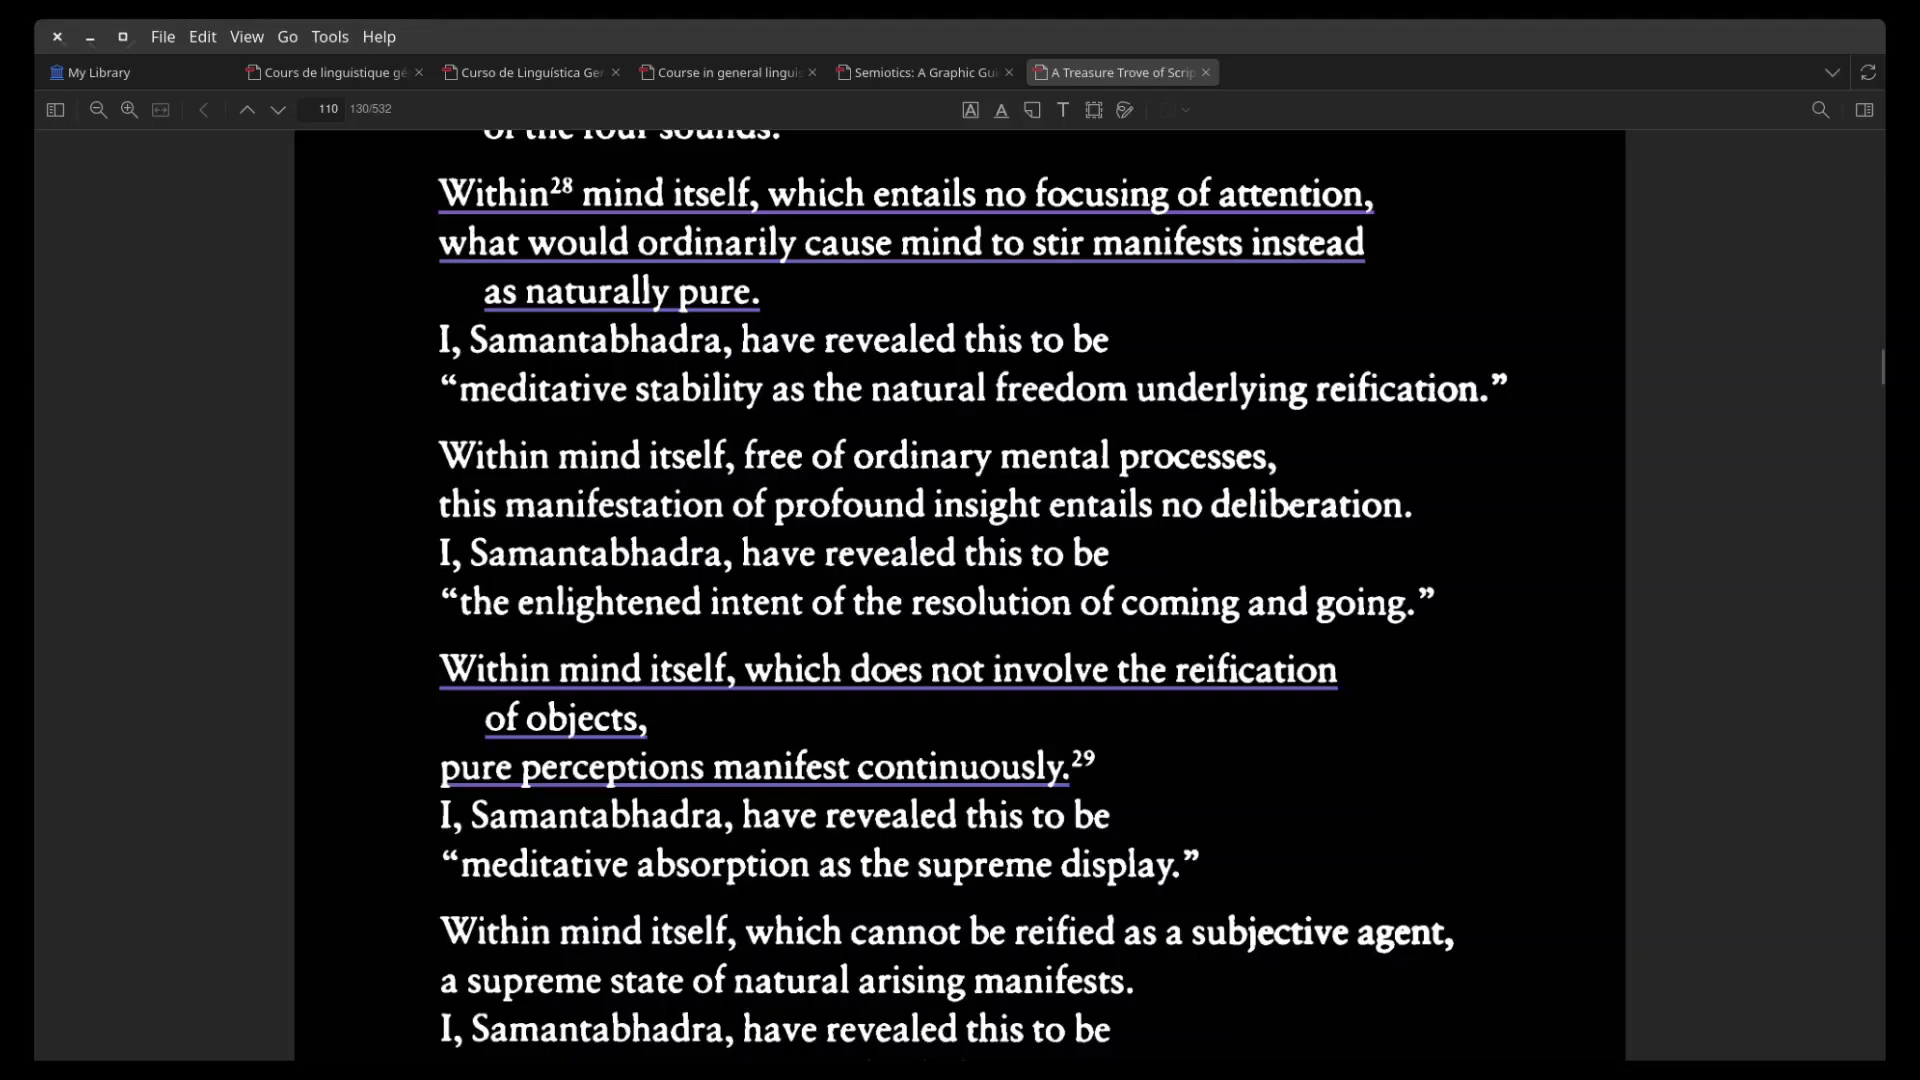 File Edit View Go Tools Help
My Library
Cours de linguistique gé
Curso de Linguística Ger
Course in general linguis
Semiotics: A Graphic Gui
A Treasure Trove of Scrip
110 130/532
of the four sounds.
Within²⁸ mind itself, which entails no focusing of attention,
what would ordinarily cause mind to stir manifests instead
as naturally pure.
I, Samantabhadra, have revealed this to be
“meditative stability as the natural freedom underlying reification.”
Within mind itself, free of ordinary mental processes,
this manifestation of profound insight entails no deliberation.
I, Samantabhadra, have revealed this to be
“the enlightened intent of the resolution of coming and going.”
Within mind itself, which does not involve the reification
of objects,
pure perceptions manifest continuously.²⁹
I, Samantabhadra, have revealed this to be
“meditative absorption as the supreme display.”
Within mind itself, which cannot be reified as a subjective agent,
a supreme state of natural arising manifests.
I, Samantabhadra, have revealed this to be